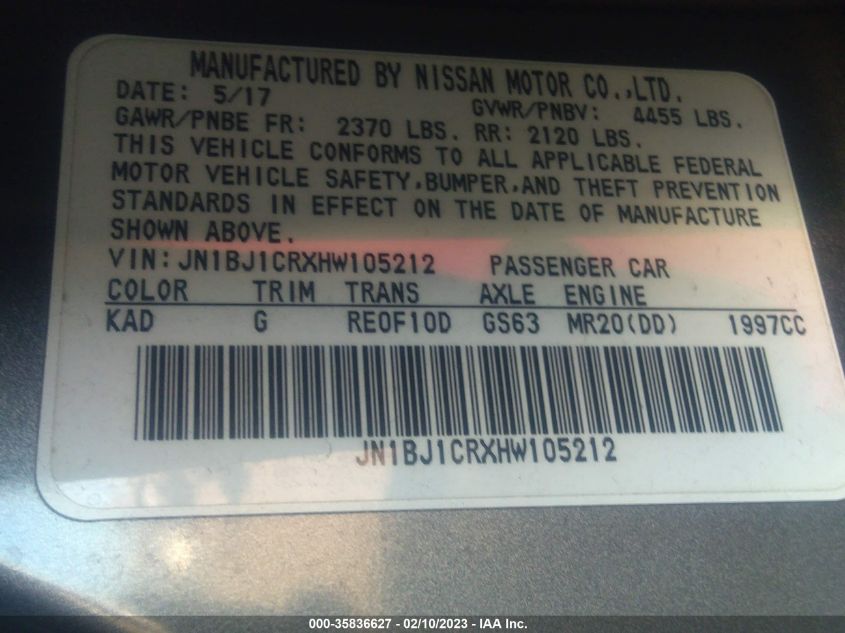 MANUFACTURED BY NISSAN MOTOR CO.,LTD.
DATE: 5/17 GVWR/PNBV: 4455 LBS.
GAWR/PNBE FR: 2370 LBS. RR: 2120 LBS.
THIS VEHICLE CONFORMS TO ALL APPLICABLE FEDERAL
MOTOR VEHICLE SAFETY,BUMPER,AND THEFT PREVENTION
STANDARDS IN EFFECT ON THE DATE OF MANUFACTURE
SHOWN ABOVE.
VIN:JN1BJ1CRXHW105212 PASSENGER CAR
COLOR TRIM TRANS AXLE ENGINE
KAD G RE0F10D GS63 MR20(DD) 1997CC
JN1BJ1CRXHW105212
000-35836627 - 02/10/2023 - IAA Inc.